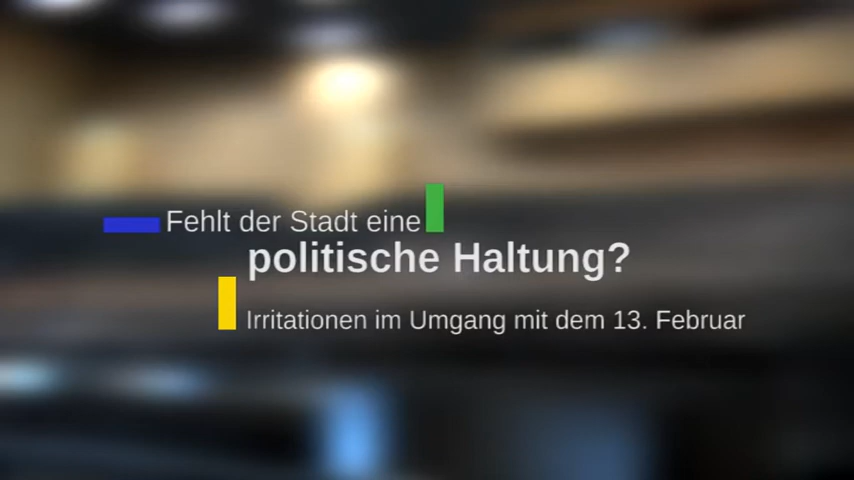 Fehlt der Stadt eine
politische Haltung?
Irritationen im Umgang mit dem 13. Februar